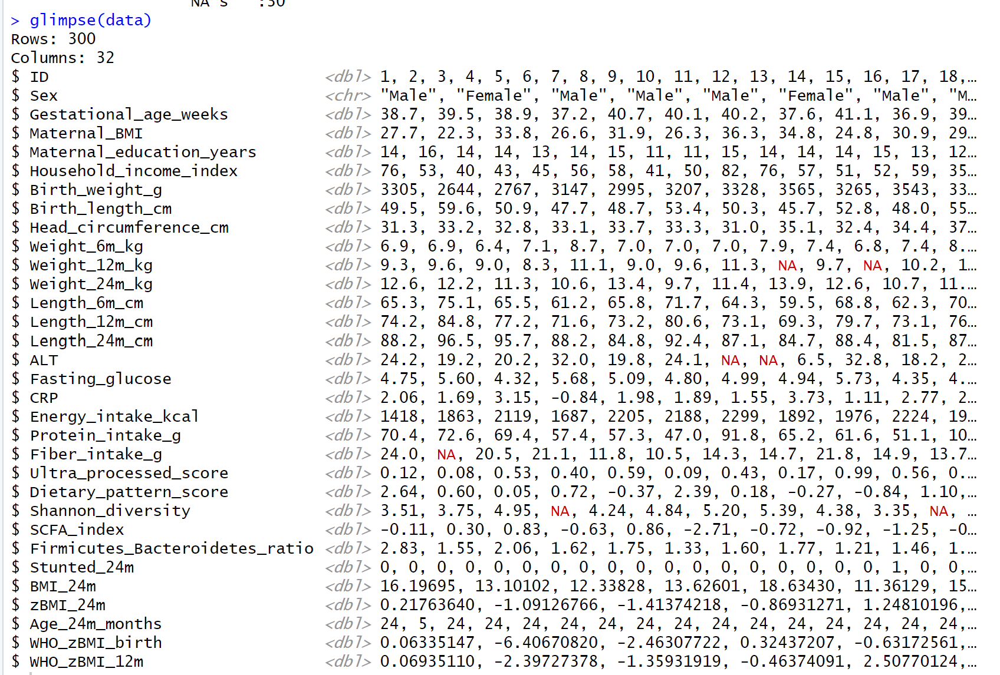 NA's   :30
> glimpse(data)
Rows: 300
Columns: 32
$ ID                          <dbl> 1, 2, 3, 4, 5, 6, 7, 8, 9, 10, 11, 12, 13, 14, 15, 16, 17, 18,…
$ Sex                         <chr> "Male", "Female", "Male", "Male", "Male", "Female", "Male", "M…
$ Gestational_age_weeks       <dbl> 38.7, 39.5, 38.9, 37.2, 40.7, 40.1, 40.2, 37.6, 41.1, 36.9, 39…
$ Maternal_BMI                <dbl> 27.7, 22.3, 33.8, 26.6, 31.9, 26.3, 36.3, 34.8, 24.8, 30.9, 29…
$ Maternal_education_years    <dbl> 14, 16, 14, 14, 13, 14, 15, 11, 11, 15, 14, 14, 14, 15, 13, 12…
$ Household_income_index      <dbl> 76, 53, 40, 43, 45, 56, 58, 41, 50, 82, 76, 57, 51, 52, 59, 35…
$ Birth_weight_g              <dbl> 3305, 2644, 2767, 3147, 2995, 3207, 3328, 3565, 3265, 3543, 33…
$ Birth_length_cm             <dbl> 49.5, 59.6, 50.9, 47.7, 48.7, 53.4, 50.3, 45.7, 52.8, 48.0, 55…
$ Head_circumference_cm       <dbl> 31.3, 33.2, 32.8, 33.1, 33.7, 33.3, 31.0, 35.1, 32.4, 34.4, 37…
$ Weight_6m_kg                <dbl> 6.9, 6.9, 6.4, 7.1, 8.7, 7.0, 7.0, 7.0, 7.9, 7.4, 6.8, 7.4, 8.…
$ Weight_12m_kg               <dbl> 9.3, 9.6, 9.0, 8.3, 11.1, 9.0, 9.6, 11.3, NA, 9.7, NA, 10.2, 1…
$ Weight_24m_kg               <dbl> 12.6, 12.2, 11.3, 10.6, 13.4, 9.7, 11.4, 13.9, 12.6, 10.7, 11.…
$ Length_6m_cm                <dbl> 65.3, 75.1, 65.5, 61.2, 65.8, 71.7, 64.3, 59.5, 68.8, 62.3, 70…
$ Length_12m_cm               <dbl> 74.2, 84.8, 77.2, 71.6, 73.2, 80.6, 73.1, 69.3, 79.7, 73.1, 76…
$ Length_24m_cm               <dbl> 88.2, 96.5, 95.7, 88.2, 84.8, 92.4, 87.1, 84.7, 88.4, 81.5, 87…
$ ALT                         <dbl> 24.2, 19.2, 20.2, 32.0, 19.8, 24.1, NA, NA, 6.5, 32.8, 18.2, 2…
$ Fasting_glucose             <dbl> 4.75, 5.60, 4.32, 5.68, 5.09, 4.80, 4.99, 4.94, 5.73, 4.35, 4.…
$ CRP                         <dbl> 2.06, 1.69, 3.15, -0.84, 1.98, 1.89, 1.55, 3.73, 1.11, 2.77, 2…
$ Energy_intake_kcal          <dbl> 1418, 1863, 2119, 1687, 2205, 2188, 2299, 1892, 1976, 2224, 19…
$ Protein_intake_g            <dbl> 70.4, 72.6, 69.4, 57.4, 57.3, 47.0, 91.8, 65.2, 61.6, 51.1, 10…
$ Fiber_intake_g              <dbl> 24.0, NA, 20.5, 21.1, 11.8, 10.5, 14.3, 14.7, 21.8, 14.9, 13.7…
$ Ultra_processed_score       <dbl> 0.12, 0.08, 0.53, 0.40, 0.59, 0.09, 0.43, 0.17, 0.99, 0.56, 0.…
$ Dietary_pattern_score       <dbl> 2.64, 0.60, 0.05, 0.72, -0.37, 2.39, 0.18, -0.27, -0.84, 1.10,…
$ Shannon_diversity           <dbl> 3.51, 3.75, 4.95, NA, 4.24, 4.84, 5.20, 5.39, 4.38, 3.35, NA, …
$ SCFA_index                  <dbl> -0.11, 0.30, 0.83, -0.63, 0.86, -2.71, -0.72, -0.92, -1.25, -0…
$ Firmicutes_Bacteroidetes_ratio <dbl> 2.83, 1.55, 2.06, 1.62, 1.75, 1.33, 1.60, 1.77, 1.21, 1.46, 1.…
$ Stunted_24m                 <dbl> 0, 0, 0, 0, 0, 0, 0, 0, 0, 0, 0, 0, 0, 0, 0, 0, 0, 0, 1, 0, 0,…
$ BMI_24m                     <dbl> 16.19695, 13.10102, 12.33828, 13.62601, 18.63430, 11.36129, 15…
$ zBMI_24m                    <dbl> 0.21763640, -1.09126766, -1.41374218, -0.86931271, 1.24810196,…
$ Age_24m_months              <dbl> 24, 5, 24, 24, 24, 24, 24, 24, 24, 24, 24, 24, 24, 24, 24, 24,…
$ WHO_zBMI_birth              <dbl> 0.06335147, -6.40670820, -2.46307722, 0.32437207, -0.63172561,…
$ WHO_zBMI_12m                <dbl> 0.06935110, -2.39727378, -1.35931919, -0.46374091, 2.50770124,…